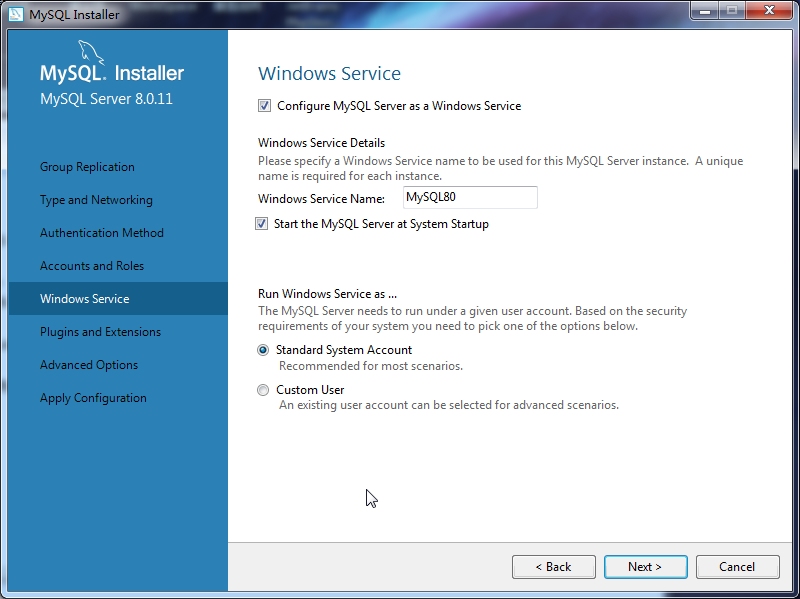 MySQL Installer
MySQL. Installer
MySQL Server 8.0.11
Group Replication
Type and Networking
Authentication Method
Accounts and Roles
Windows Service
Plugins and Extensions
Advanced Options
Apply Configuration
Windows Service
Configure MySQL Server as a Windows Service
Windows Service Details
Please specify a Windows Service name to be used for this MySQL Server instance. A unique
name is required for each instance.
Windows Service Name: MySQL80
Start the MySQL Server at System Startup
Run Windows Service as ...
The MySQL Server needs to run under a given user account. Based on the security
requirements of your system you need to pick one of the options below.
Standard System Account
Recommended for most scenarios.
Custom User
An existing user account can be selected for advanced scenarios.
< Back
Next >
Cancel